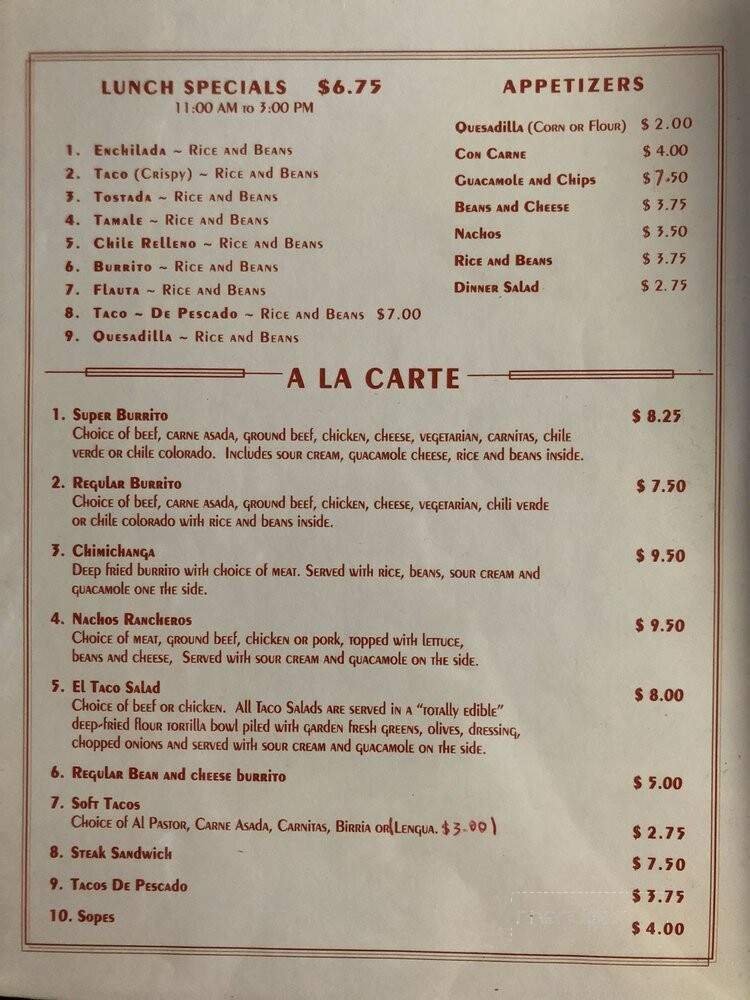 LUNCH SPECIALS $6.75
11:00 AM TO 3:00 PM
1. Enchilada ~ Rice and Beans
2. Taco (Crispy) ~ Rice and Beans
3. Tostada ~ Rice and Beans
4. Tamale ~ Rice and Beans
5. Chile Relleno ~ Rice and Beans
6. Burrito ~ Rice and Beans
7. Flauta ~ Rice and Beans
8. Taco ~ De Pescado ~ Rice and Beans $7.00
9. Quesadilla ~ Rice and Beans
APPETIZERS
Quesadilla (Corn or Flour) $ 2.00
Con Carne $ 4.00
Guacamole and Chips $ 7.50
Beans and Cheese $ 3.75
Nachos $ 3.50
Rice and Beans $ 3.75
Dinner Salad $ 2.75
A LA CARTE
1. Super Burrito $ 8.25
Choice of beef, carne asada, ground beef, chicken, cheese, vegetarian, carnitas, chile
verde or chile colorado. Includes sour cream, guacamole cheese, rice and beans inside.
2. Regular Burrito $ 7.50
Choice of beef, carne asada, ground beef, chicken, cheese, vegetarian, chili verde
or chile colorado with rice and beans inside.
3. Chimichanga $ 9.50
Deep fried burrito with choice of meat. Served with rice, beans, sour cream and
guacamole one the side.
4. Nachos Rancheros $ 9.50
Choice of meat, ground beef, chicken or pork, topped with lettuce,
beans and cheese, Served with sour cream and guacamole on the side.
5. El Taco Salad $ 8.00
Choice of beef or chicken. All Taco Salads are served in a "totally edible"
deep-fried flour tortilla bowl piled with garden fresh greens, olives, dressing,
chopped onions and served with sour cream and guacamole on the side.
6. Regular Bean and cheese burrito $ 5.00
7. Soft Tacos
Choice of Al Pastor, Carne Asada, Carnitas, Birria or (Lengua. $3.00) $ 2.75
8. Steak Sandwich $ 7.50
9. Tacos De Pescado $ 3.75
10. Sopes $ 4.00